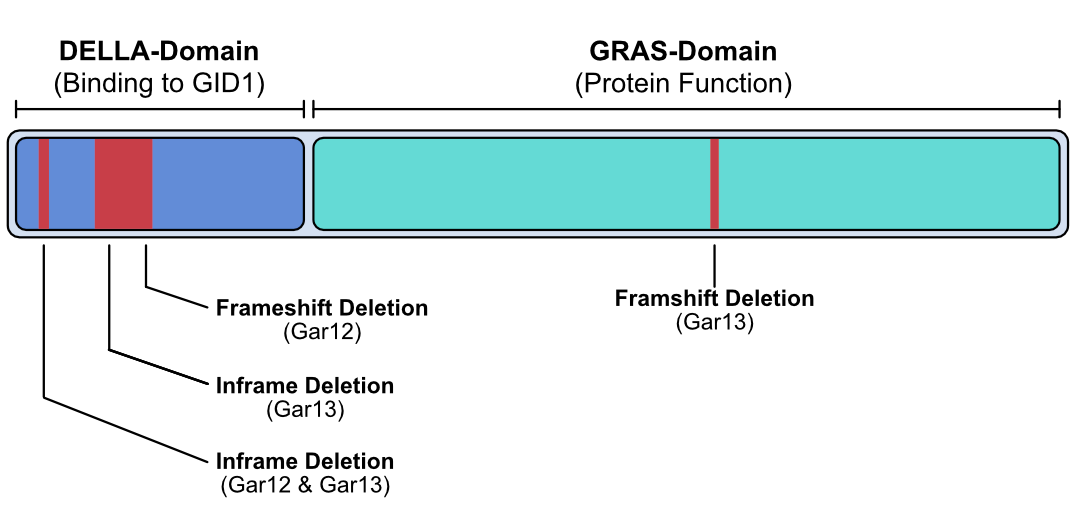 DELLA-Domain
(Binding to GID1)
GRAS-Domain
(Protein Function)
Frameshift Deletion
(Gar12)
Framshift Deletion
(Gar13)
Inframe Deletion
(Gar13)
Inframe Deletion
(Gar12 & Gar13)